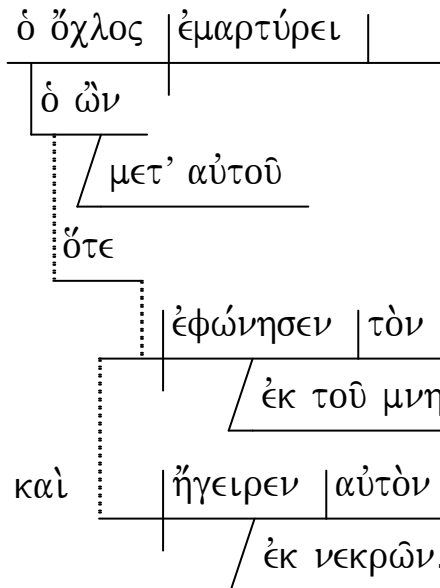 ὁ ὄχλος ἐμαρτύρει
ὁ ὢν
μετ’ αὐτοῦ
ὅτε
ἐφώνησεν τὸν
ἐκ τοῦ μνη
καὶ ἤγειρεν αὐτὸν
ἐκ νεκρῶν.